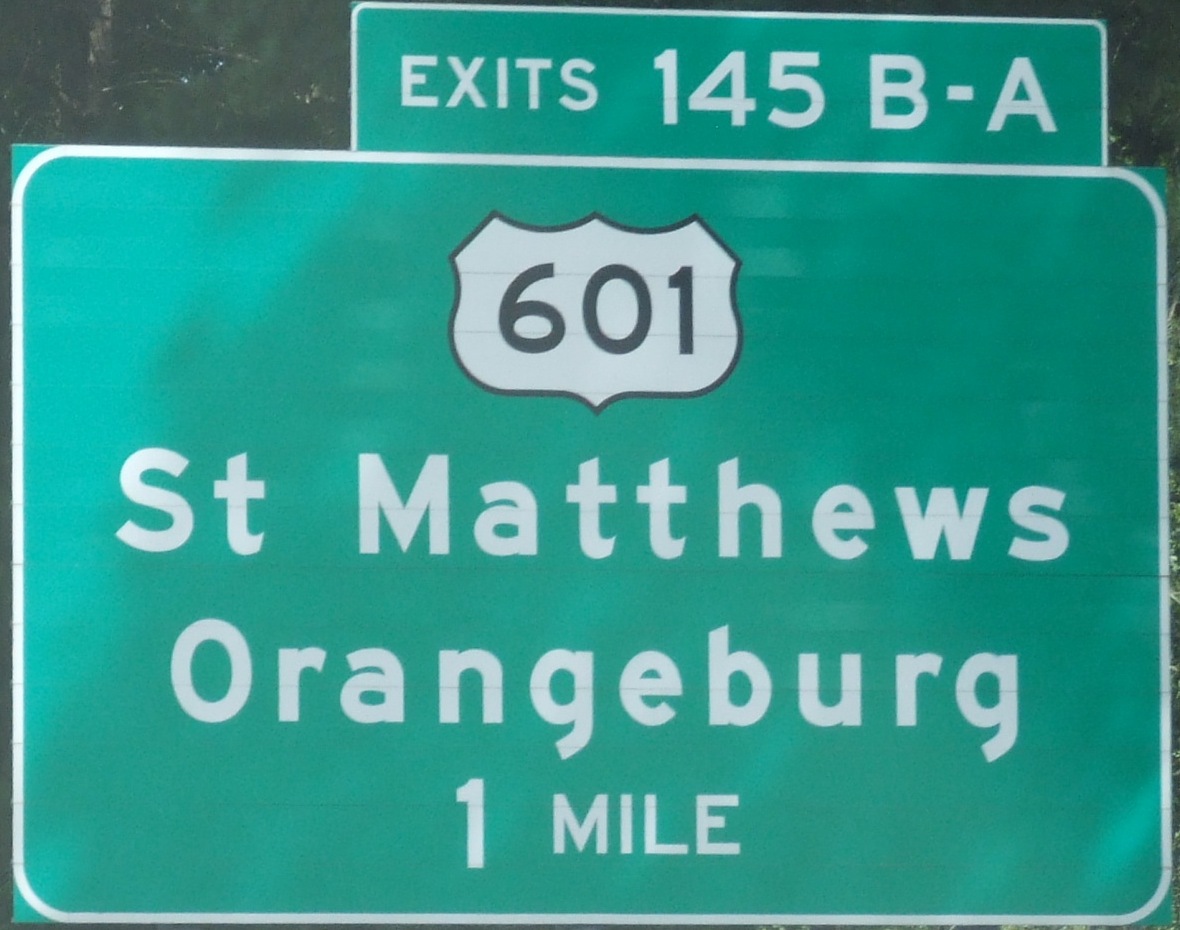 EXITS 145 B-A
601
St Matthews
Orangeburg
1 MILE